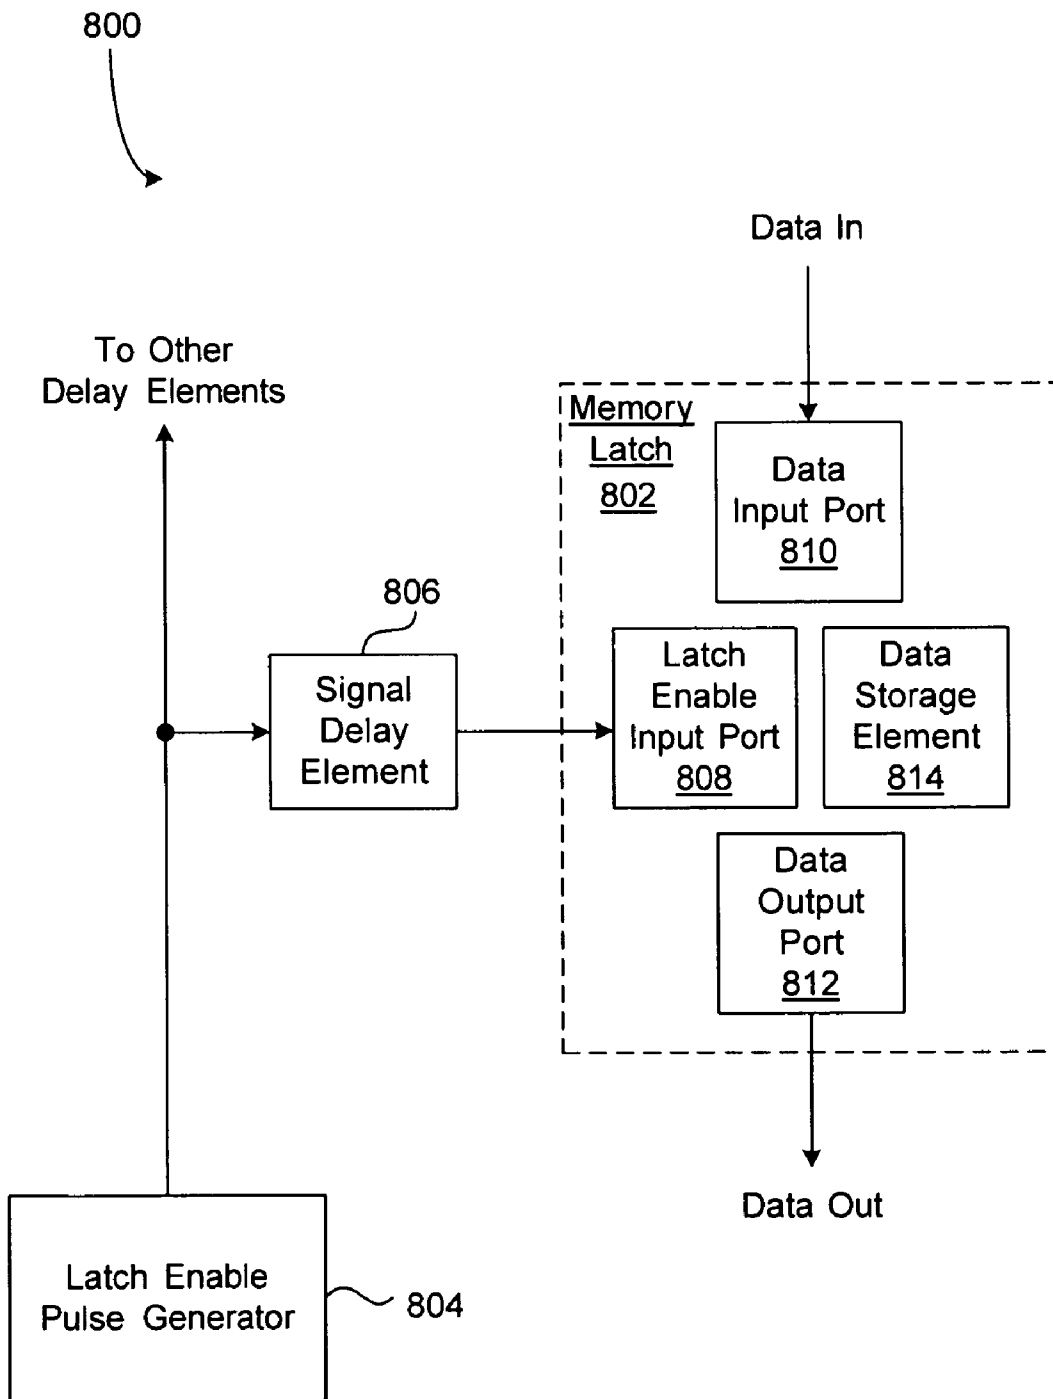 800
Data In
To Other
Delay Elements
Memory
Latch
802
Data
Input Port
810
806
Signal
Delay
Element
Latch
Enable
Input Port
808
Data
Storage
Element
814
Data
Output
Port
812
Data Out
Latch Enable
Pulse Generator
804